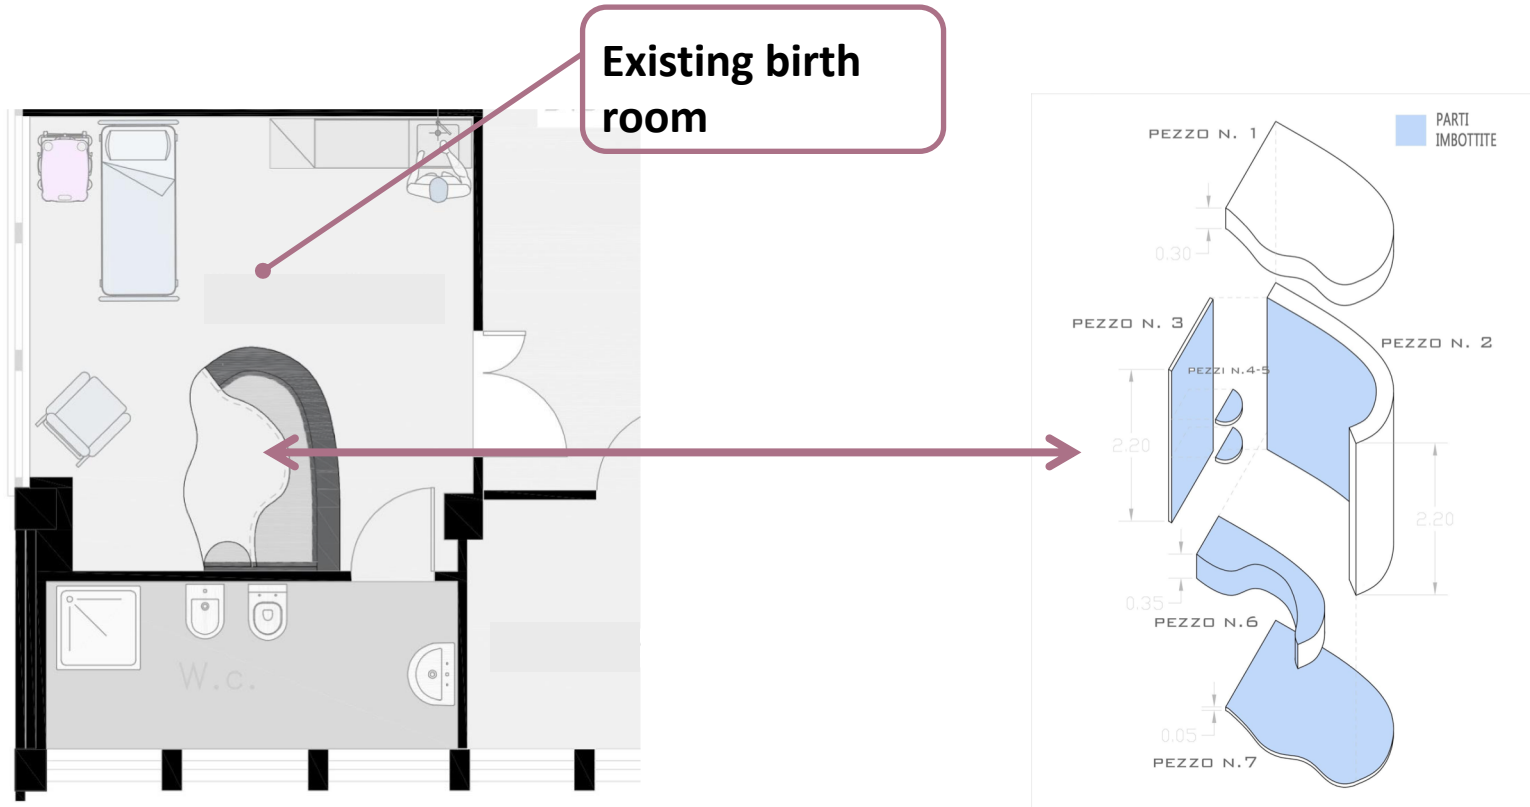 Existing birth
room
W.c.
PARTI
IMBOTTITE
PEZZO N. 1
0.30
PEZZO N. 3
PEZZO N. 2
PEZZI N.4-5
2.20
2.20
0.35
PEZZO N.6
0.05
PEZZO N.7